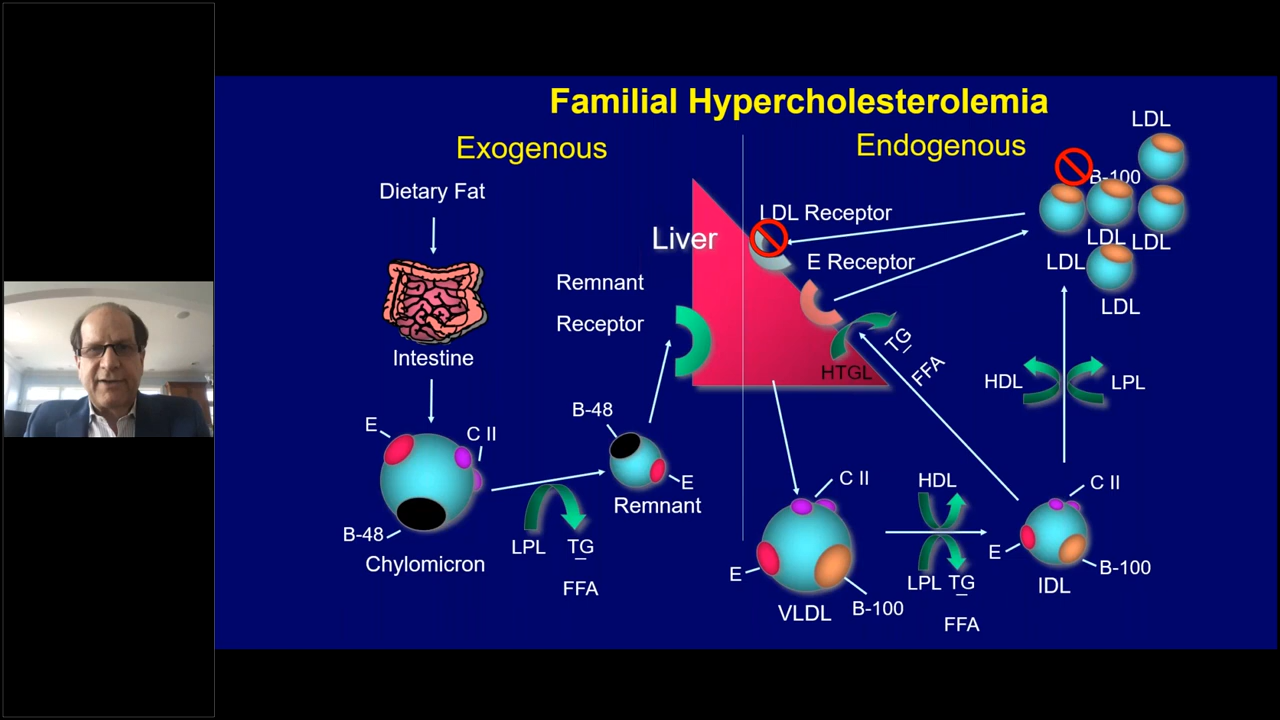 Familial Hypercholesterolemia
Exogenous
Endogenous
Dietary Fat
Intestine
E
C II
B-48
Chylomicron
LPL
TG
FFA
B-48
E
Remnant
Remnant
Receptor
Liver
LDL Receptor
E Receptor
HTGL
TG
FFA
C II
E
B-100
VLDL
HDL
LPL
TG
FFA
C II
E
B-100
IDL
HDL
LPL
LDL
B-100
LDL
LDL
LDL
LDL